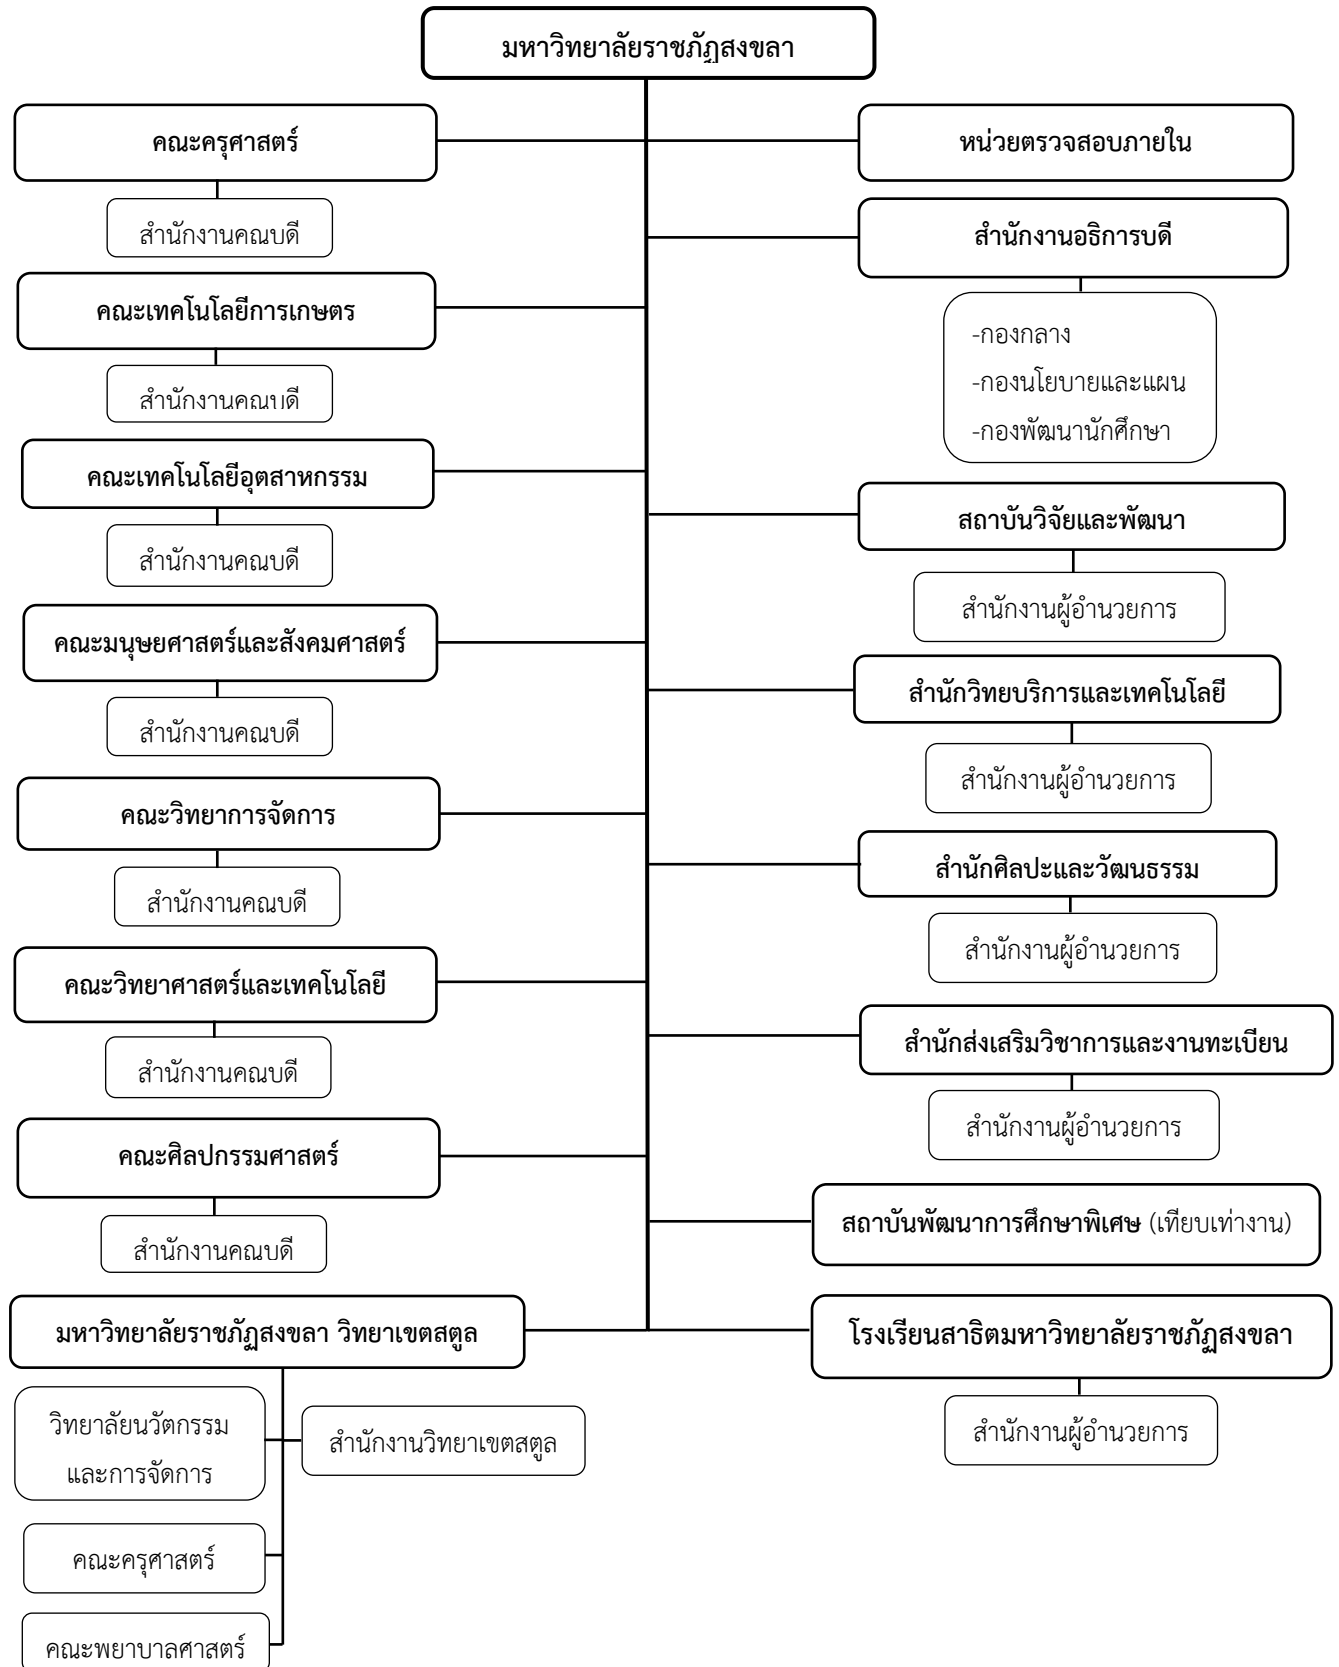 มหาวิทยาลัยราชภัฏสงขลา
คณะครุศาสตร์
สำนักงานคณบดี
คณะเทคโนโลยีการเกษตร
สำนักงานคณบดี
คณะเทคโนโลยีอุตสาหกรรม
สำนักงานคณบดี
คณะมนุษยศาสตร์และสังคมศาสตร์
สำนักงานคณบดี
คณะวิทยาการจัดการ
สำนักงานคณบดี
คณะวิทยาศาสตร์และเทคโนโลยี
สำนักงานคณบดี
คณะศิลปกรรมศาสตร์
สำนักงานคณบดี
มหาวิทยาลัยราชภัฏสงขลา วิทยาเขตสตูล
วิทยาลัยนวัตกรรม
และการจัดการ
สำนักงานวิทยาเขตสตูล
คณะครุศาสตร์
คณะพยาบาลศาสตร์
หน่วยตรวจสอบภายใน
สำนักงานอธิการบดี
-กองกลาง
-กองนโยบายและแผน
-กองพัฒนานักศึกษา
สถาบันวิจัยและพัฒนา
สำนักงานผู้อำนวยการ
สำนักวิทยบริการและเทคโนโลยี
สำนักงานผู้อำนวยการ
สำนักศิลปะและวัฒนธรรม
สำนักงานผู้อำนวยการ
สำนักส่งเสริมวิชาการและงานทะเบียน
สำนักงานผู้อำนวยการ
สถาบันพัฒนาการศึกษาพิเศษ (เทียบเท่างาน)
โรงเรียนสาธิตมหาวิทยาลัยราชภัฏสงขลา
สำนักงานผู้อำนวยการ